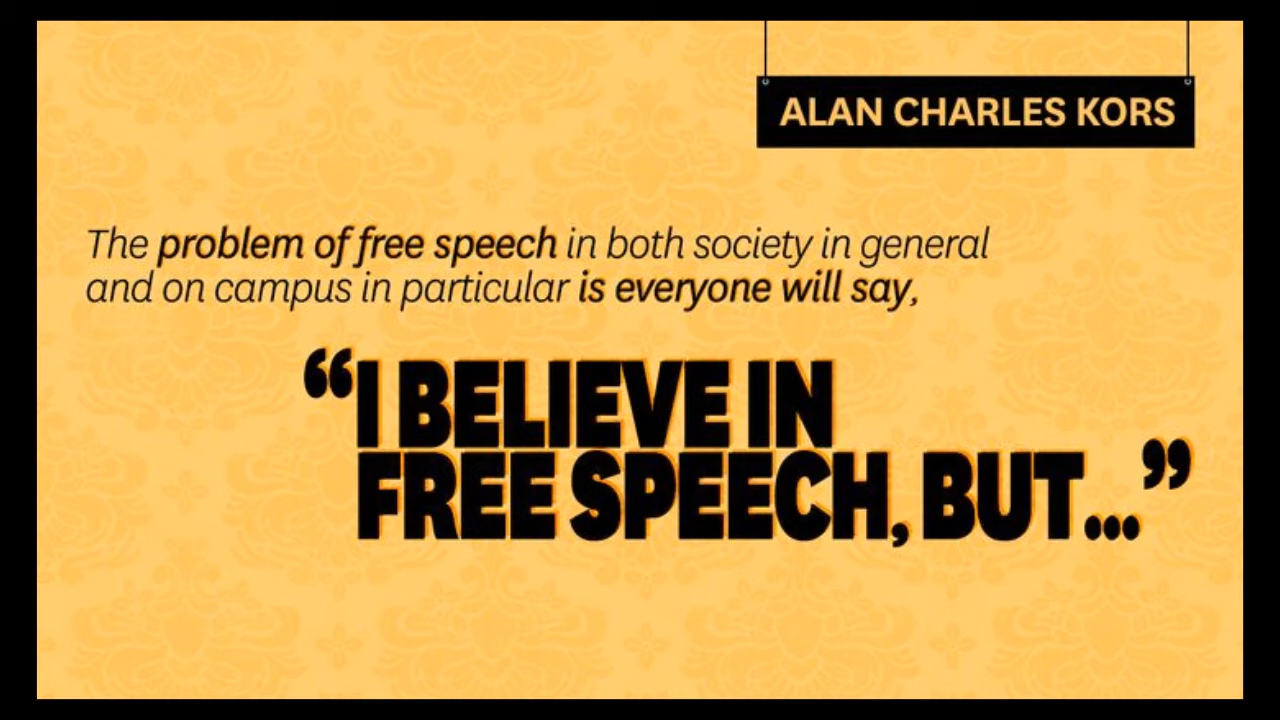 ALAN CHARLES KORS
The problem of free speech in both society in general
and on campus in particular is everyone will say,
“I BELIEVE IN
FREE SPEECH, BUT...”